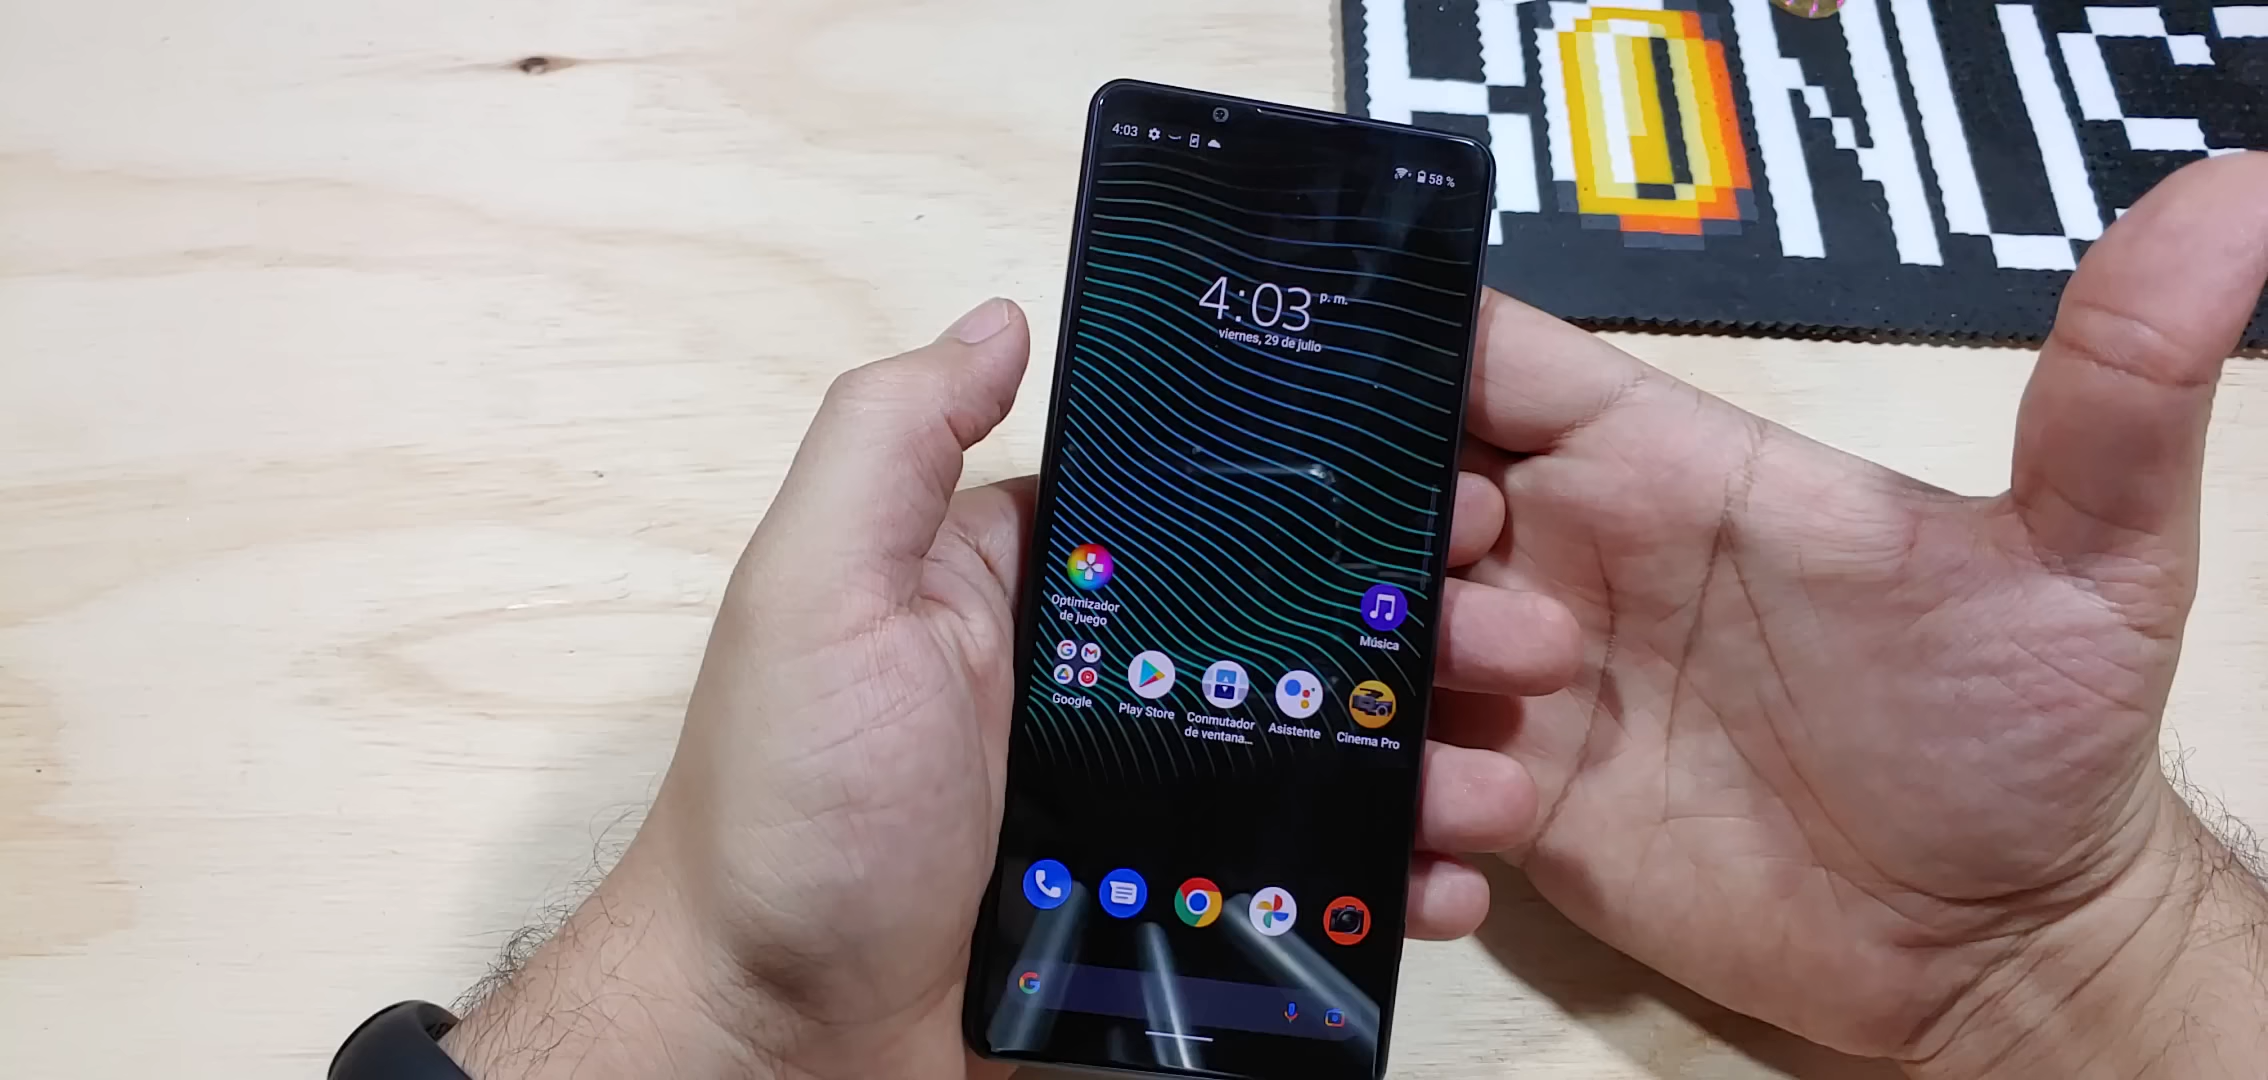 BONUS
4:03
58 %
4:03 p. m.
viernes, 29 de julio
Optimizador
de juego
Música
Google
Play Store
Conmutador
de ventana...
Asistente
Cinema Pro